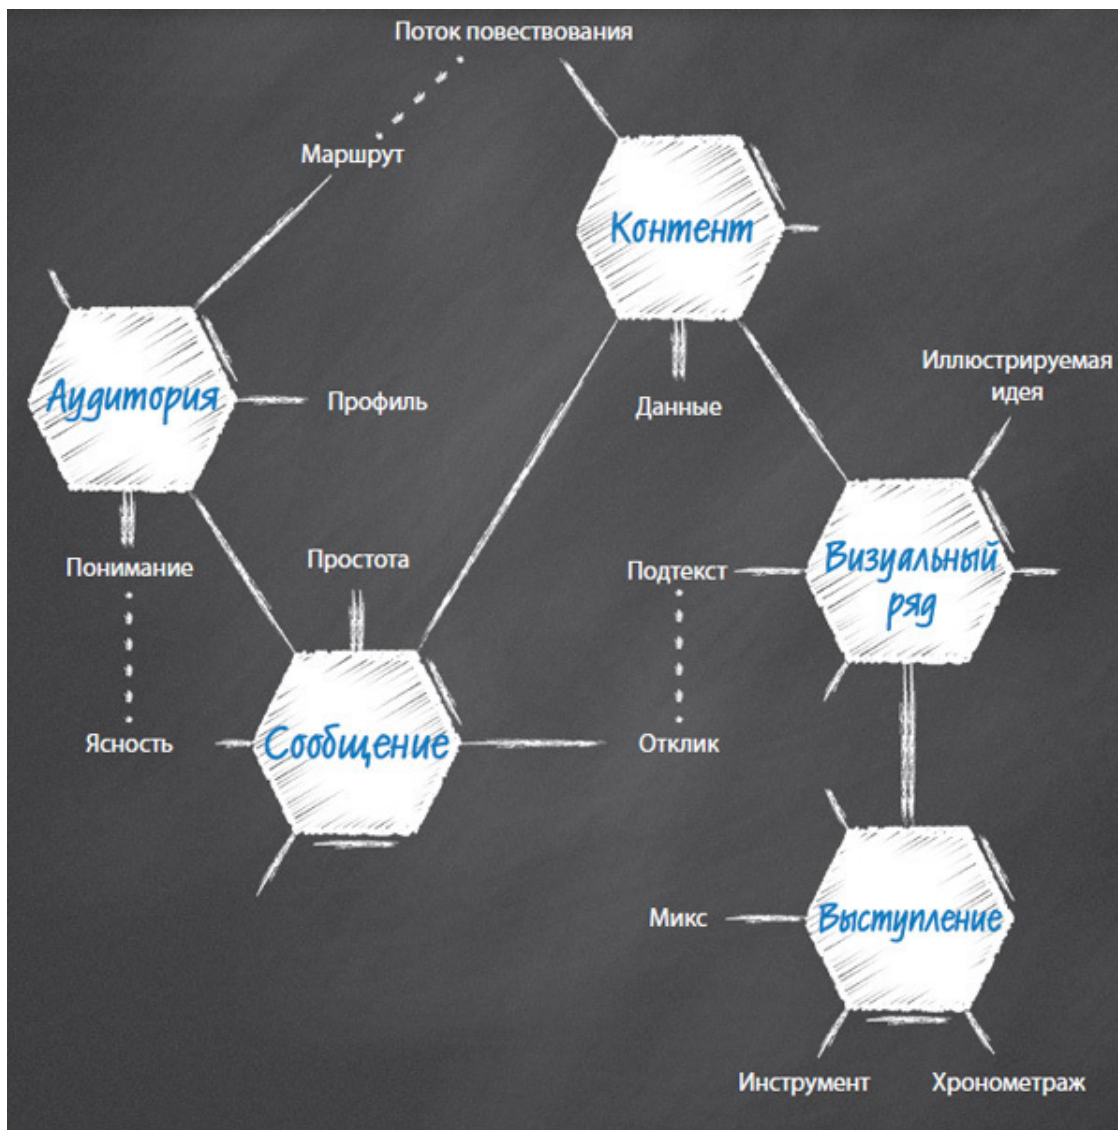 Поток повествования
Маршрут
Контент
Иллюстрируемая
идея
Аудитория
Профиль
Данные
Понимание
Простота
Подтекст
Визуальный
ряд
Ясность
Сообщение
Отклик
Микс
Выступление
Инструмент
Хронометраж